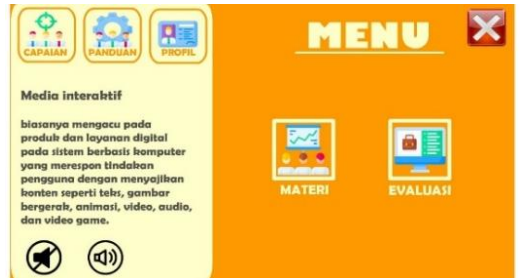 CAPAIAN PANDUAN PROFIL
MENU
Media interaktif
biasanya mengacu pada
produk dan layanan digital
pada sistem berbasis komputer
yang merespon tindakan
pengguna dengan menyajikan
konten seperti teks, gambar
bergerak, animasi, video, audio,
dan video game.
MATERI EVALUASI